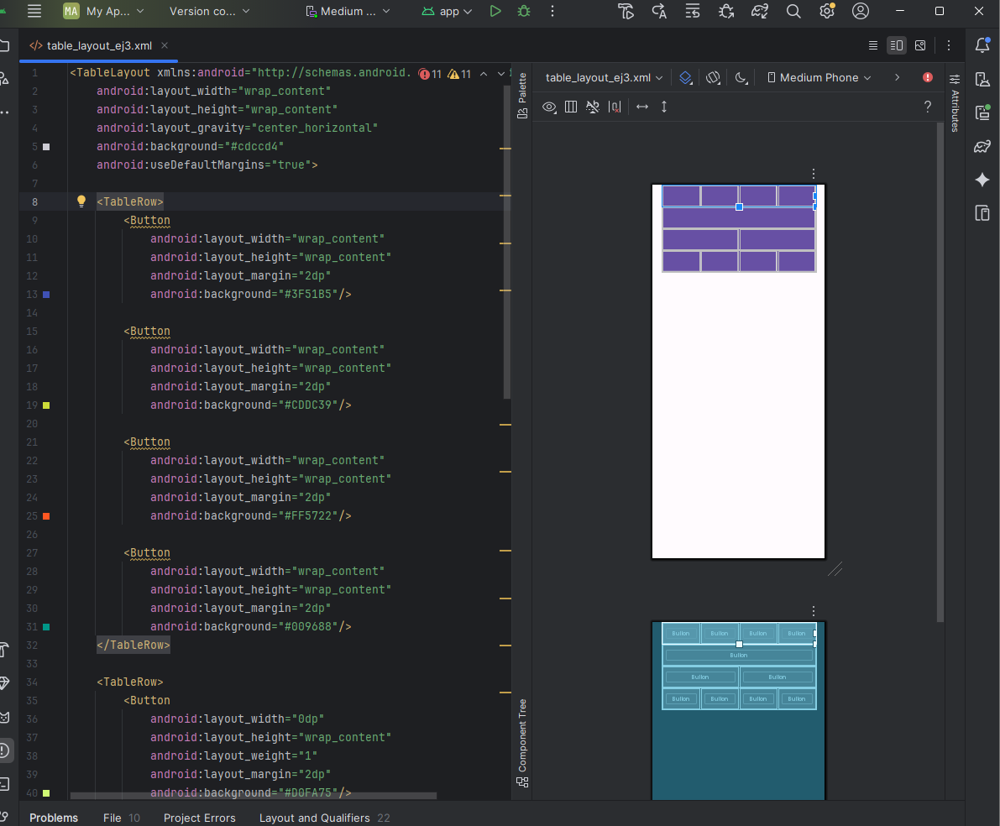 MA My Ap... Version co... Medium ... app
</> table_layout_ej3.xml
11 11
1 <TableLayout xmlns:android="http://schemas.android.
2 android:layout_width="wrap_content"
3 android:layout_height="wrap_content"
4 android:layout_gravity="center_horizontal"
5 android:background="#cdccd4"
6 android:useDefaultMargins="true">
7
8 <TableRow>
9 <Button
10 android:layout_width="wrap_content"
11 android:layout_height="wrap_content"
12 android:layout_margin="2dp"
13 android:background="#3F51B5"/>
14
15 <Button
16 android:layout_width="wrap_content"
17 android:layout_height="wrap_content"
18 android:layout_margin="2dp"
19 android:background="#CDDC39"/>
20
21 <Button
22 android:layout_width="wrap_content"
23 android:layout_height="wrap_content"
24 android:layout_margin="2dp"
25 android:background="#FF5722"/>
26
27 <Button
28 android:layout_width="wrap_content"
29 android:layout_height="wrap_content"
30 android:layout_margin="2dp"
31 android:background="#009688"/>
32 </TableRow>
33
34 <TableRow>
35 <Button
36 android:layout_width="0dp"
37 android:layout_height="wrap_content"
38 android:layout_weight="1"
39 android:layout_margin="2dp"
40 android:background="#D0FA75"/>
Palette
Component Tree
table_layout_ej3.xml Medium Phone
?
Attributes
Button Button Button Button
Button
Button Button
Button Button Button Button
Problems File 10 Project Errors Layout and Qualifiers 22